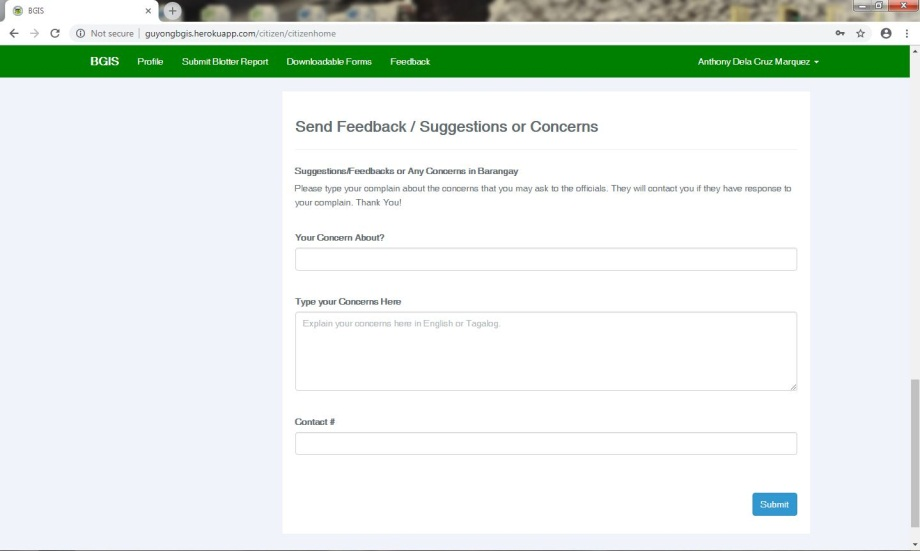 BGIS
Not secure | guyongbgis.herokuapp.com/citizen/citizenhome
BGIS Profile Submit Blotter Report Downloadable Forms Feedback Anthony Dela Cruz Marquez
Send Feedback / Suggestions or Concerns
Suggestions/Feedbacks or Any Concerns in Barangay
Please type your complain about the concerns that you may ask to the officials. They will contact you if they have response to
your complain. Thank You!
Your Concern About?
Type your Concerns Here
Explain your concerns here in English or Tagalog.
Contact #
Submit